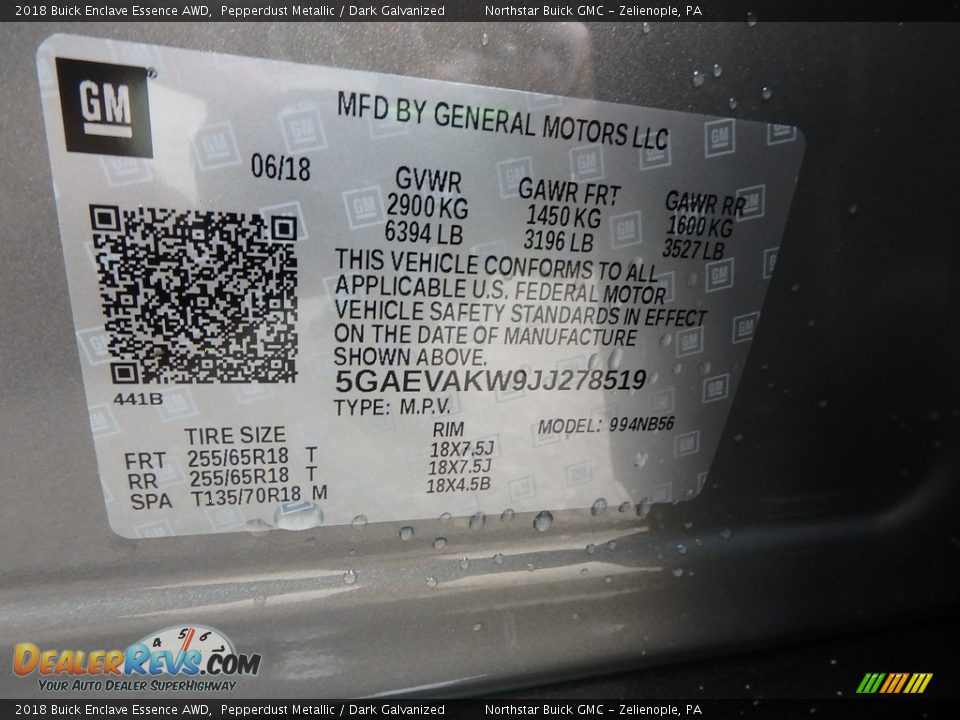 2018 Buick Enclave Essence AWD, Pepperdust Metallic / Dark Galvanized Northstar Buick GMC - Zelienople, PA
GM
MFD BY GENERAL MOTORS LLC
06/18
GVWR GAWR FRT GAWR RR
2900 KG 1450 KG 1600 KG
6394 LB 3196 LB 3527 LB
THIS VEHICLE CONFORMS TO ALL
APPLICABLE U.S. FEDERAL MOTOR
VEHICLE SAFETY STANDARDS IN EFFECT
ON THE DATE OF MANUFACTURE
SHOWN ABOVE.
5GAEVAKW9JJ278519
441B
TYPE: M.P.V.
TIRE SIZE RIM MODEL: 994NB56
FRT 255/65R18 T 18X7.5J
RR 255/65R18 T 18X7.5J
SPA T135/70R18 M 18X4.5B
4 5 6
DEALERREVS.COM
YOUR AUTO DEALER SUPERHIGHWAY
2018 Buick Enclave Essence AWD, Pepperdust Metallic / Dark Galvanized Northstar Buick GMC - Zelienople, PA